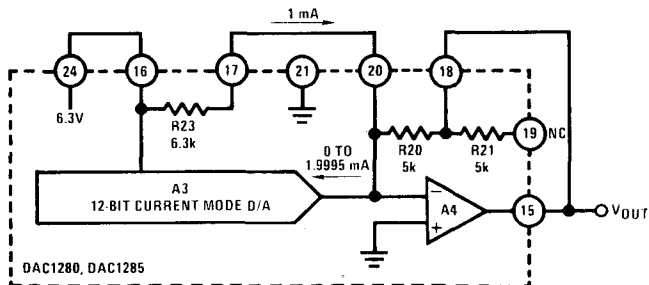 1 mA
24
16
17
21
20
18
6.3V
R23
6.3k
R20
5k
R21
5k
19
NC
0 TO
1.9995 mA
A3
12-BIT CURRENT MODE D/A
−
A4
+
15
VOUT
DAC1280, DAC1285